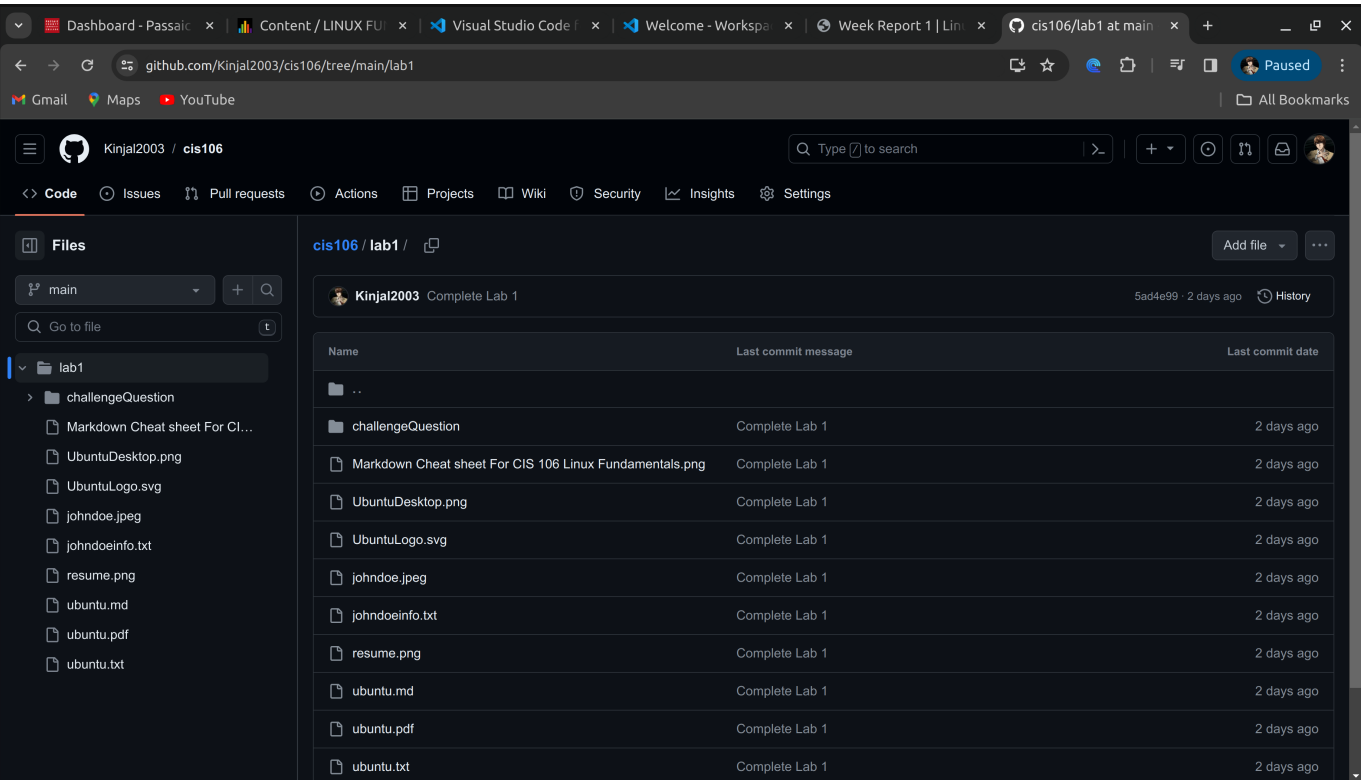 Dashboard - Passaic
Content / LINUX FU
Visual Studio Code f
Welcome - Workspa
Week Report 1 | Lin
cis106/lab1 at main
github.com/Kinjal2003/cis106/tree/main/lab1
Paused
Gmail
Maps
YouTube
All Bookmarks
Kinjal2003 / cis106
Type / to search
Code
Issues
Pull requests
Actions
Projects
Wiki
Security
Insights
Settings
Files
cis106 / lab1 /
Add file
main
Kinjal2003 Complete Lab 1
5ad4e99 · 2 days ago
History
Go to file
t
Name Last commit message Last commit date
lab1
challengeQuestion
Markdown Cheat sheet For CI...
UbuntuDesktop.png
UbuntuLogo.svg
johndoe.jpeg
johndoeinfo.txt
resume.png
ubuntu.md
ubuntu.pdf
ubuntu.txt
..
challengeQuestion Complete Lab 1 2 days ago
Markdown Cheat sheet For CIS 106 Linux Fundamentals.png Complete Lab 1 2 days ago
UbuntuDesktop.png Complete Lab 1 2 days ago
UbuntuLogo.svg Complete Lab 1 2 days ago
johndoe.jpeg Complete Lab 1 2 days ago
johndoeinfo.txt Complete Lab 1 2 days ago
resume.png Complete Lab 1 2 days ago
ubuntu.md Complete Lab 1 2 days ago
ubuntu.pdf Complete Lab 1 2 days ago
ubuntu.txt Complete Lab 1 2 days ago